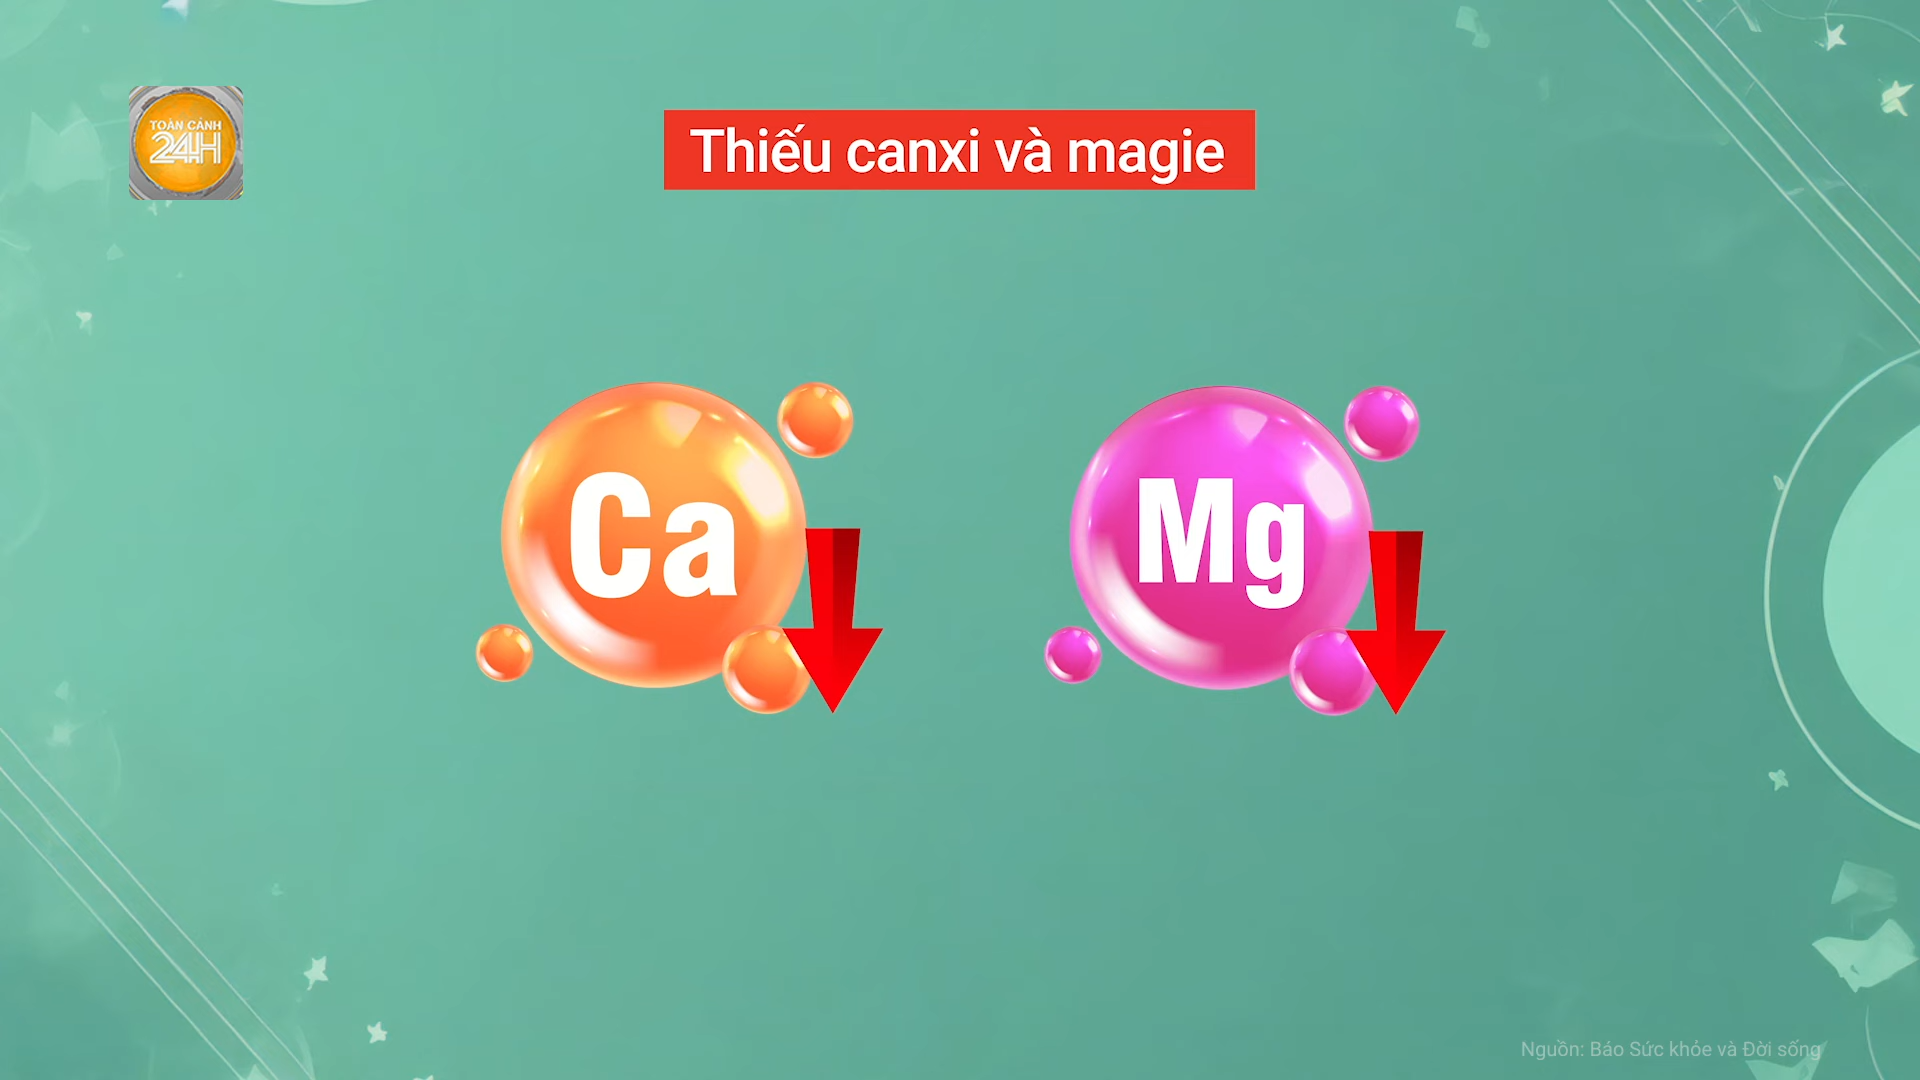 TOÀN CẢNH
24H
Thiếu canxi và magie
Ca
Mg
Nguồn: Báo Sức khỏe và Đời sống